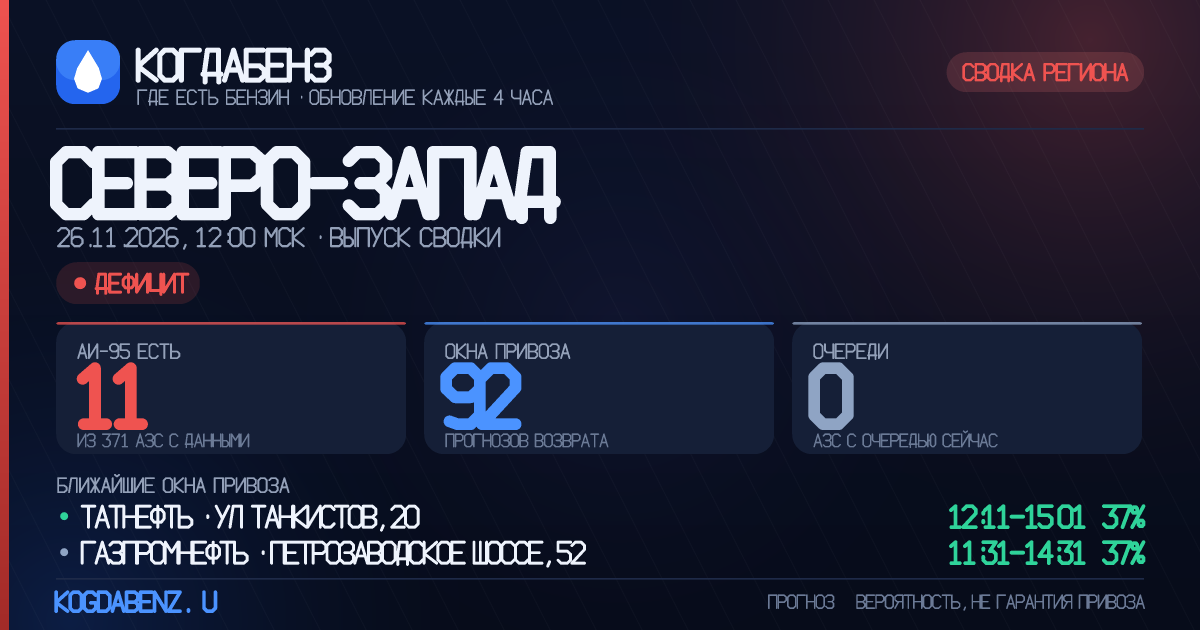 КОГДАБЕНЗ
ГДЕ ЕСТЬ БЕНЗИН · ОБНОВЛЕНИЕ КАЖДЫЕ 4 ЧАСА
СВОДКА РЕГИОНА
СЕВЕРО-ЗАПАД
26.11.2026, 12:00 МСК · ВЫПУСК СВОДКИ
ДЕФИЦИТ
АИ-95 ЕСТЬ
11
ИЗ 371 АЗС С ДАННЫМИ
ОКНА ПРИВОЗА
92
ПРОГНОЗОВ ВОЗВРАТА
ОЧЕРЕДИ
0
АЗС С ОЧЕРЕДЬЮ СЕЙЧАС
БЛИЖАЙШИЕ ОКНА ПРИВОЗА
• ТАТНЕФТЬ · УЛ ТАНКИСТОВ, 20 12:11–15:01 37%
• ГАЗПРОМНЕФТЬ · ПЕТРОЗАВОДСКОЕ ШОССЕ, 52 11:31–14:31 37%
KOGDABENZ. U
ПРОГНОЗ ВЕРОЯТНОСТЬ, НЕ ГАРАНТИЯ ПРИВОЗА